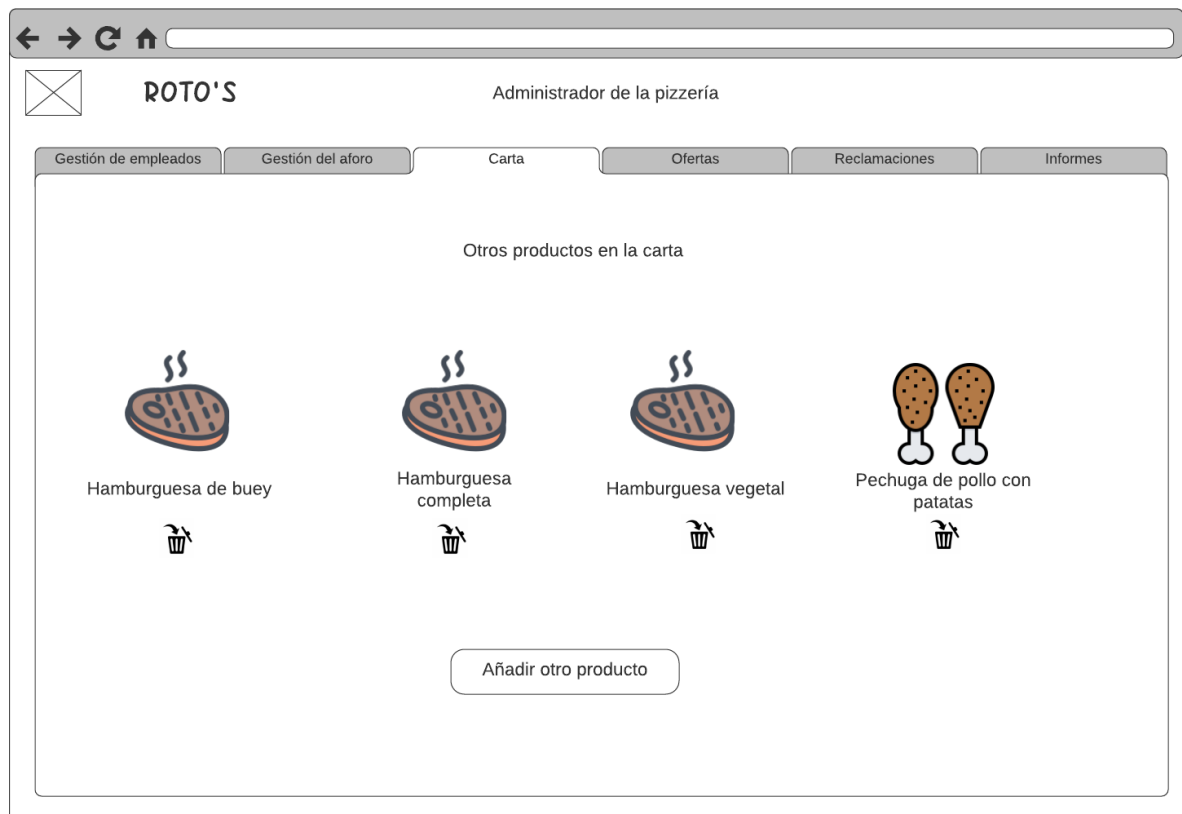 ROTO'S
Administrador de la pizzería
Gestión de empleados
Gestión del aforo
Carta
Ofertas
Reclamaciones
Informes
Otros productos en la carta
Hamburguesa de buey
Hamburguesa
completa
Hamburguesa vegetal
Pechuga de pollo con
patatas
Añadir otro producto